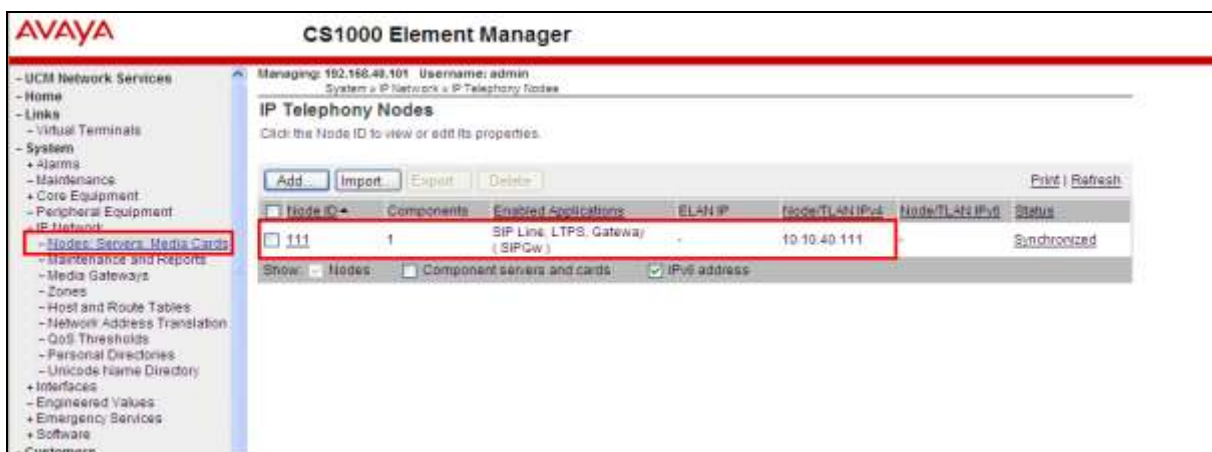 AVAYA
CS1000 Element Manager
- UCM Network Services
- Home
- Links
- Virtual Terminals
- System
+ Alarms
- Maintenance
+ Core Equipment
- Peripheral Equipment
- IP Network
- Nodes: Servers, Media Cards
- Maintenance and Reports
- Media Gateways
- Zones
- Host and Route Tables
- Network Address Translation
- QoS Thresholds
- Personal Directories
- Unicode Name Directory
+ Interfaces
- Engineered Values
+ Emergency Services
+ Software
- Customers
Managing: 192.168.40.101 Username: admin
System » IP Network » IP Telephony Nodes
IP Telephony Nodes
Click the Node ID to view or edit its properties.
Add... Import... Export... Delete
Print | Refresh
Node ID Components Enabled Applications ELAN IP Node/TLAN IPv4 Node/TLAN IPv6 Status
111 1 SIP Line, LTPS, Gateway - 10.10.40.111 - Synchronized
( SIPGw )
Show: Nodes Component servers and cards IPv6 address